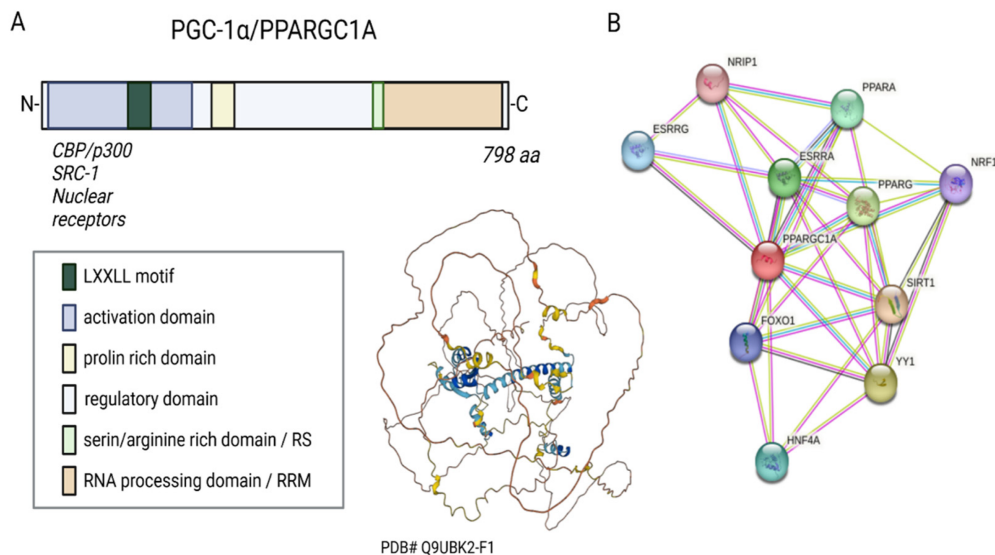 A
PGC-1α/PPARGC1A
N-
-C
CBP/p300
SRC-1
Nuclear
receptors
798 aa
LXXLL motif
activation domain
prolin rich domain
regulatory domain
serin/arginine rich domain / RS
RNA processing domain / RRM
PDB# Q9UBK2-F1
B
NRIP1
PPARA
ESRRG
ESRRA
NRF1
PPARG
PPARGC1A
SIRT1
FOXO1
YY1
HNF4A